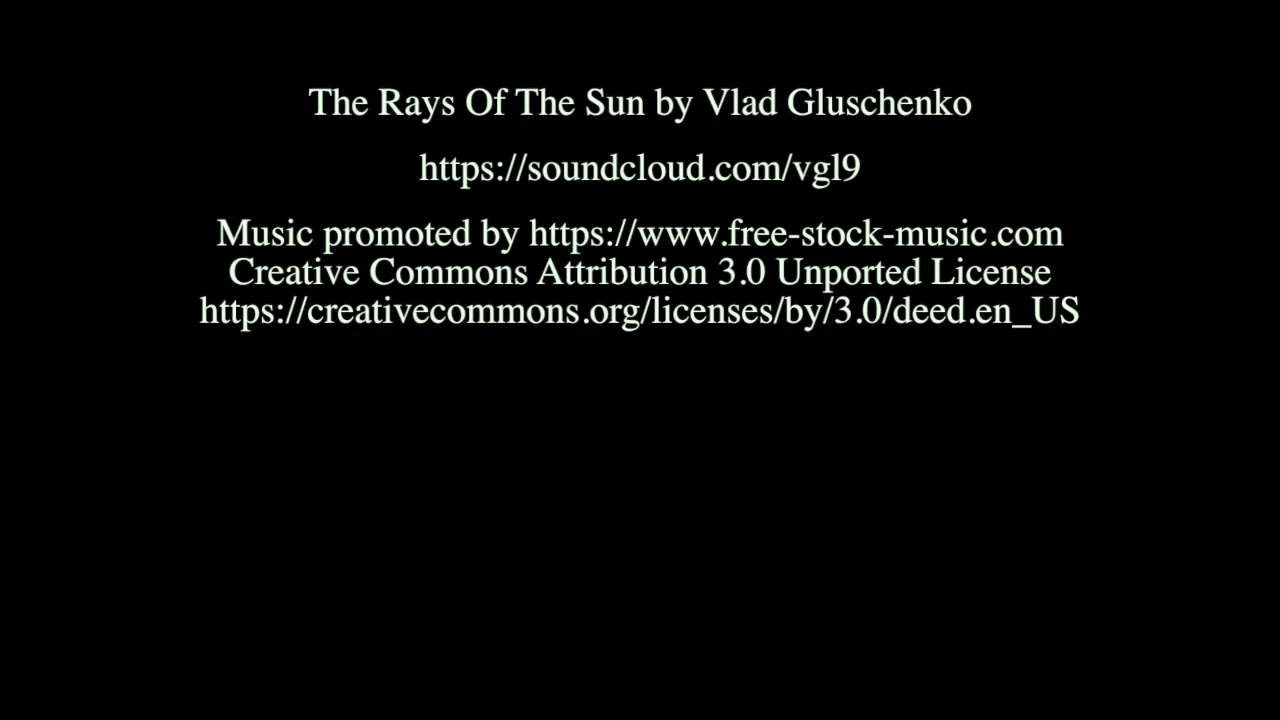 The Rays Of The Sun by Vlad Gluschenko
https://soundcloud.com/vgl9
Music promoted by https://www.free-stock-music.com
Creative Commons Attribution 3.0 Unported License
https://creativecommons.org/licenses/by/3.0/deed.en_US